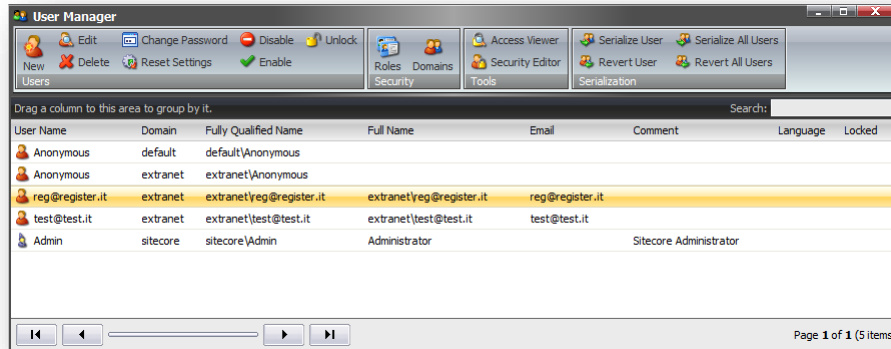 User Manager
New
Edit
Delete
Change Password
Reset Settings
Disable
Enable
Unlock
Users
Roles
Domains
Security
Access Viewer
Security Editor
Tools
Serialize User
Revert User
Serialize All Users
Revert All Users
Serialization
Drag a column to this area to group by it. Search:
User Name Domain Fully Qualified Name Full Name Email Comment Language Locked
Anonymous default default\Anonymous
Anonymous extranet extranet\Anonymous
reg@register.it extranet extranet\reg@register.it extranet\reg@register.it reg@register.it
test@test.it extranet extranet\test@test.it extranet\test@test.it test@test.it
Admin sitecore sitecore\Admin Administrator Sitecore Administrator
Page 1 of 1 (5 items